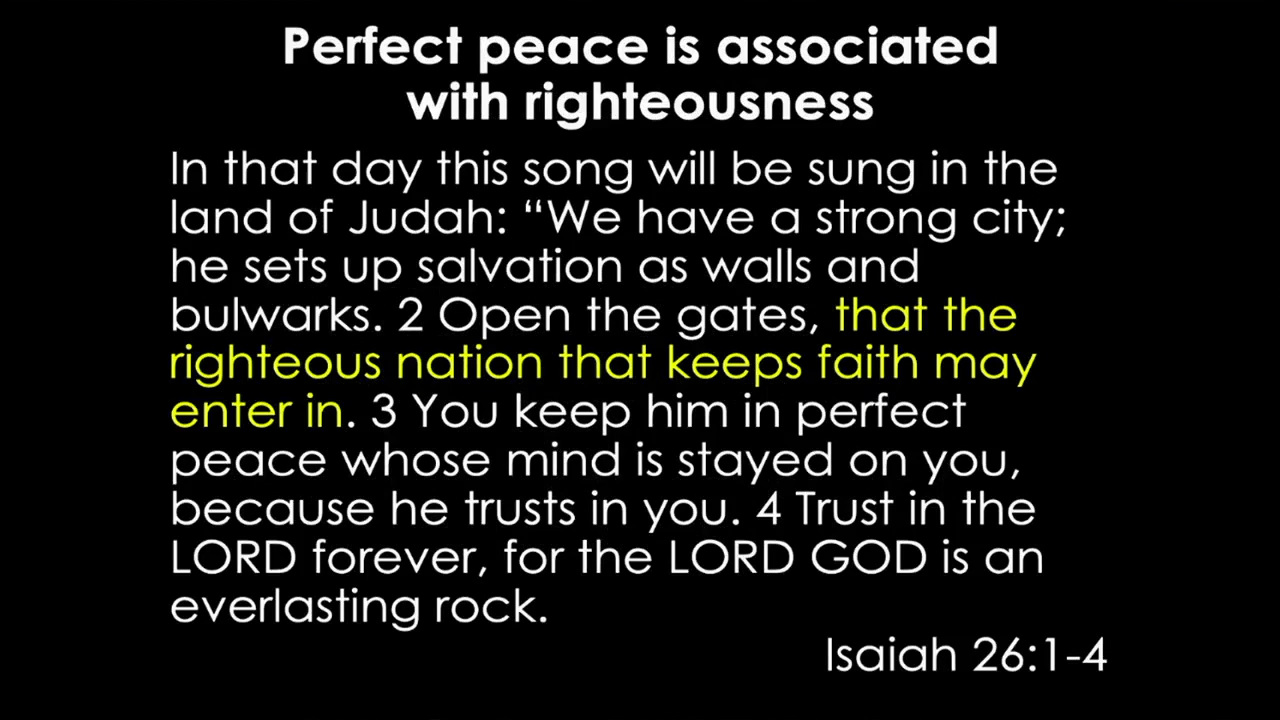 Perfect peace is associated
with righteousness
In that day this song will be sung in the
land of Judah: “We have a strong city;
he sets up salvation as walls and
bulwarks. 2 Open the gates, that the
righteous nation that keeps faith may
enter in. 3 You keep him in perfect
peace whose mind is stayed on you,
because he trusts in you. 4 Trust in the
LORD forever, for the LORD GOD is an
everlasting rock.
Isaiah 26:1-4